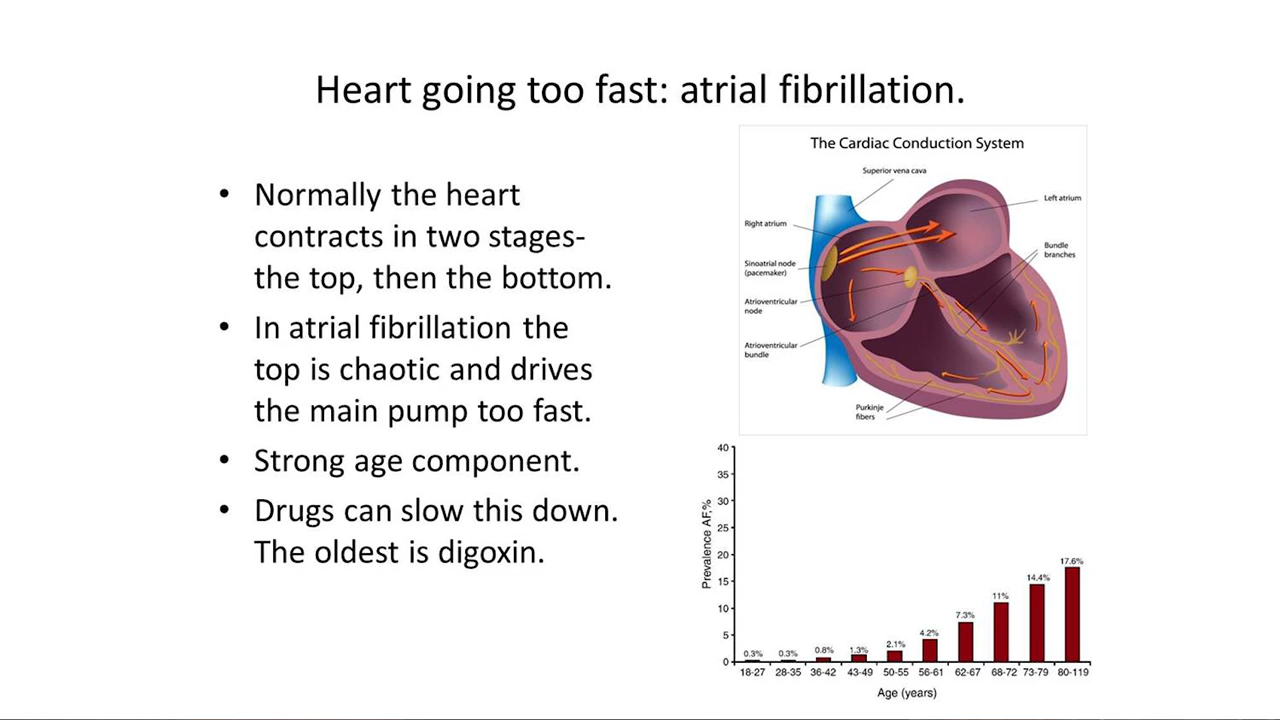 Heart going too fast: atrial fibrillation.
• Normally the heart
contracts in two stages-
the top, then the bottom.
• In atrial fibrillation the
top is chaotic and drives
the main pump too fast.
• Strong age component.
• Drugs can slow this down.
The oldest is digoxin.
The Cardiac Conduction System
Superior vena cava
Left atrium
Right atrium
Bundle
branches
Sinoatrial node
(pacemaker)
Atrioventricular
node
Atrioventricular
bundle
Purkinje
fibers
Prevalence AF,%
40
35
30
25
20
15
10
5
0
0.3%
0.3%
0.8%
1.3%
2.1%
4.2%
7.3%
11%
14.4%
17.6%
18-27 28-35 36-42 43-49 50-55 56-61 62-67 68-72 73-79 80-119
Age (years)